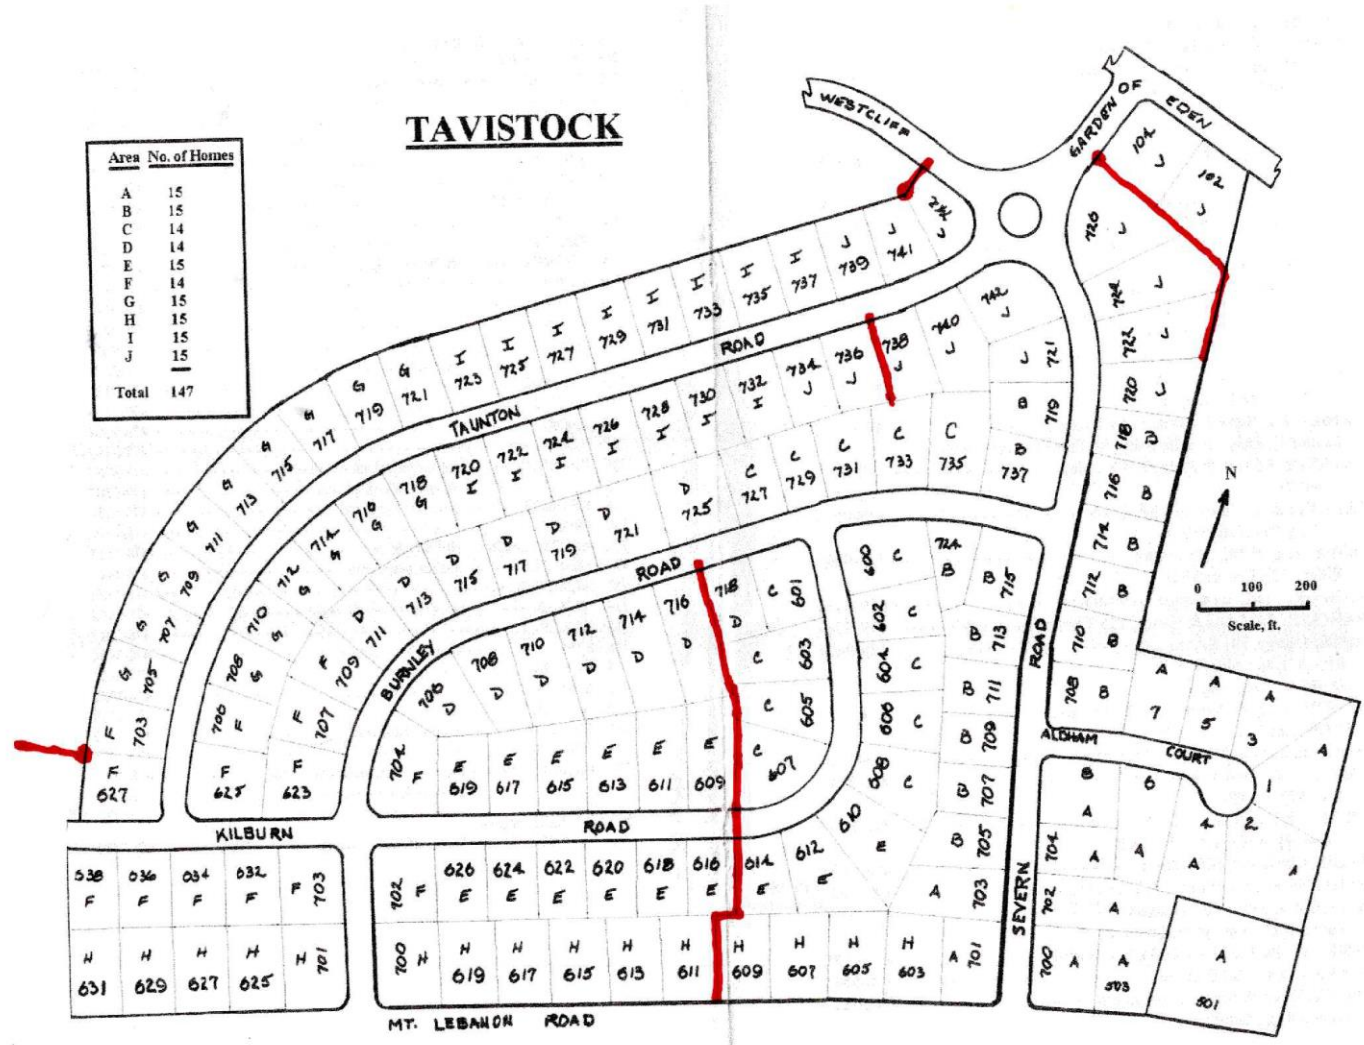 TAVISTOCK
Area No. of Homes
A 15
B 15
C 14
D 14
E 15
F 14
G 15
H 15
I 15
J 15
Total 147
WESTCLIFF
GARDEN OF
EDEN
104 J
102 J
726 J
724 J
722 J
720 J
718 B
716 B
714 B
712 B
710 B
708 B
J
741 J
739 J
737 I
735 I
733 I
731 I
729 I
727 I
725 I
723 I
721 G
719 G
717 G
715 G
713 G
711 G
709 G
707 G
705 G
703 F
627 F
TAUNTON ROAD
742 J
740 J
738 J
736 J
734 J
732 I
730 I
728 I
726 I
724 I
722 I
720 I
718 G
716 G
714 G
712 G
710 G
708 G
706 F
625 F
721 J
719 B
737 B
735 C
733 C
731 C
729 C
727 C
725 D
721 D
719 D
717 D
715 D
713 D
711 D
709 F
707 F
623 F
BURNLEY ROAD
706 D
708 D
710 D
712 D
714 D
716 D
718 D
601 C
603 C
605 C
607 C
704 F
619 E
617 E
615 E
613 E
611 E
609 E
600 C
602 C
604 C
606 C
608 C
610 E
612 E
614 E
724 B
715 B
713 B
711 B
709 B
707 B
705 B
703 A
701 A
N
100 200
Scale, ft.
KILBURN ROAD
638 F
636 F
634 F
632 F
703 F
701 H
631 H
629 H
627 H
625 H
702 F
700 H
626 E
624 E
622 E
620 E
618 E
616 E
619 H
617 H
615 H
613 H
611 H
609 H
607 H
605 H
603 H
SEVERN ROAD
ALDHAM COURT
A 7
A 5
A 3
A 1
B
A
6 A
4 A
2 A
704 A
702 A
700 A
A 503
A 501
MT. LEBANON ROAD